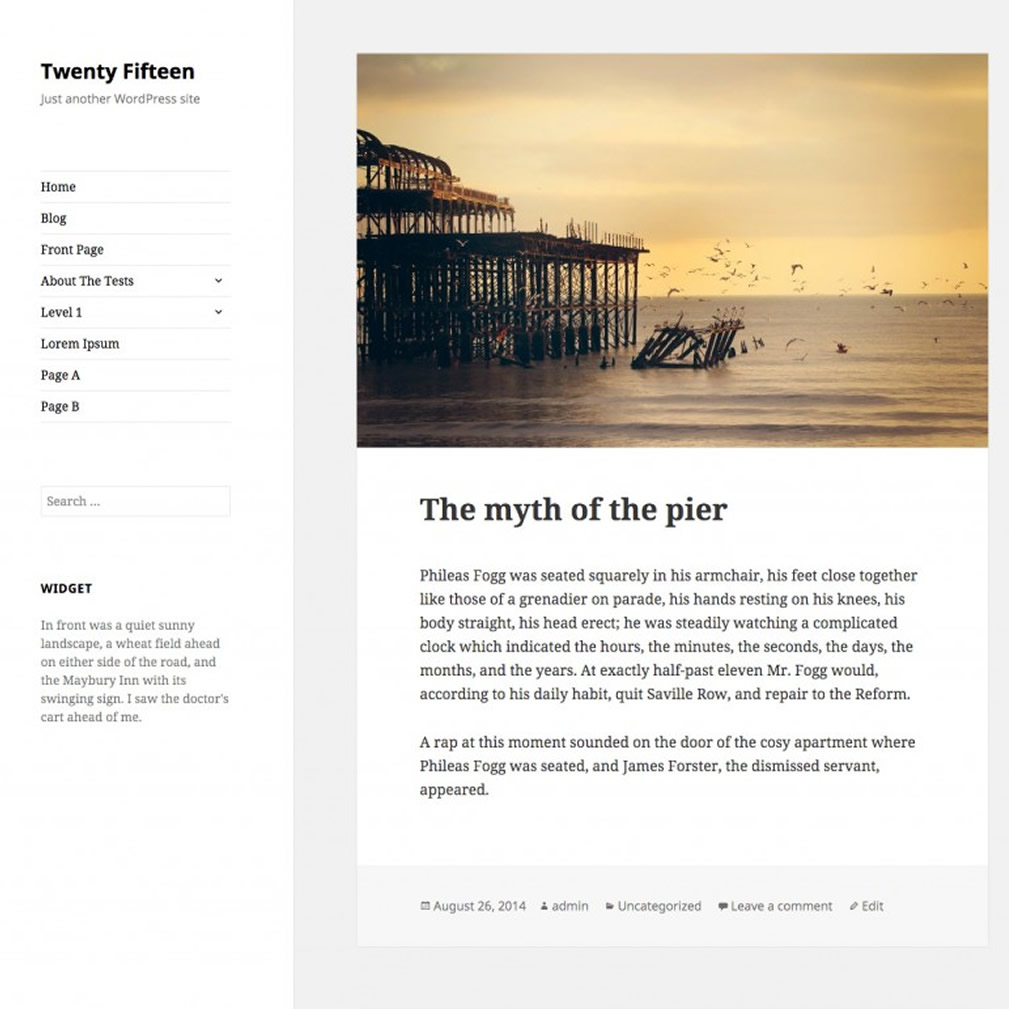 Twenty Fifteen
Just another WordPress site
Home
Blog
Front Page
About The Tests
Level 1
Lorem Ipsum
Page A
Page B
Search ...
WIDGET
In front was a quiet sunny
landscape, a wheat field ahead
on either side of the road, and
the Maybury Inn with its
swinging sign. I saw the doctor's
cart ahead of me.
The myth of the pier
Phileas Fogg was seated squarely in his armchair, his feet close together
like those of a grenadier on parade, his hands resting on his knees, his
body straight, his head erect; he was steadily watching a complicated
clock which indicated the hours, the minutes, the seconds, the days, the
months, and the years. At exactly half-past eleven Mr. Fogg would,
according to his daily habit, quit Saville Row, and repair to the Reform.
A rap at this moment sounded on the door of the cosy apartment where
Phileas Fogg was seated, and James Forster, the dismissed servant,
appeared.
August 26, 2014 admin Uncategorized Leave a comment Edit